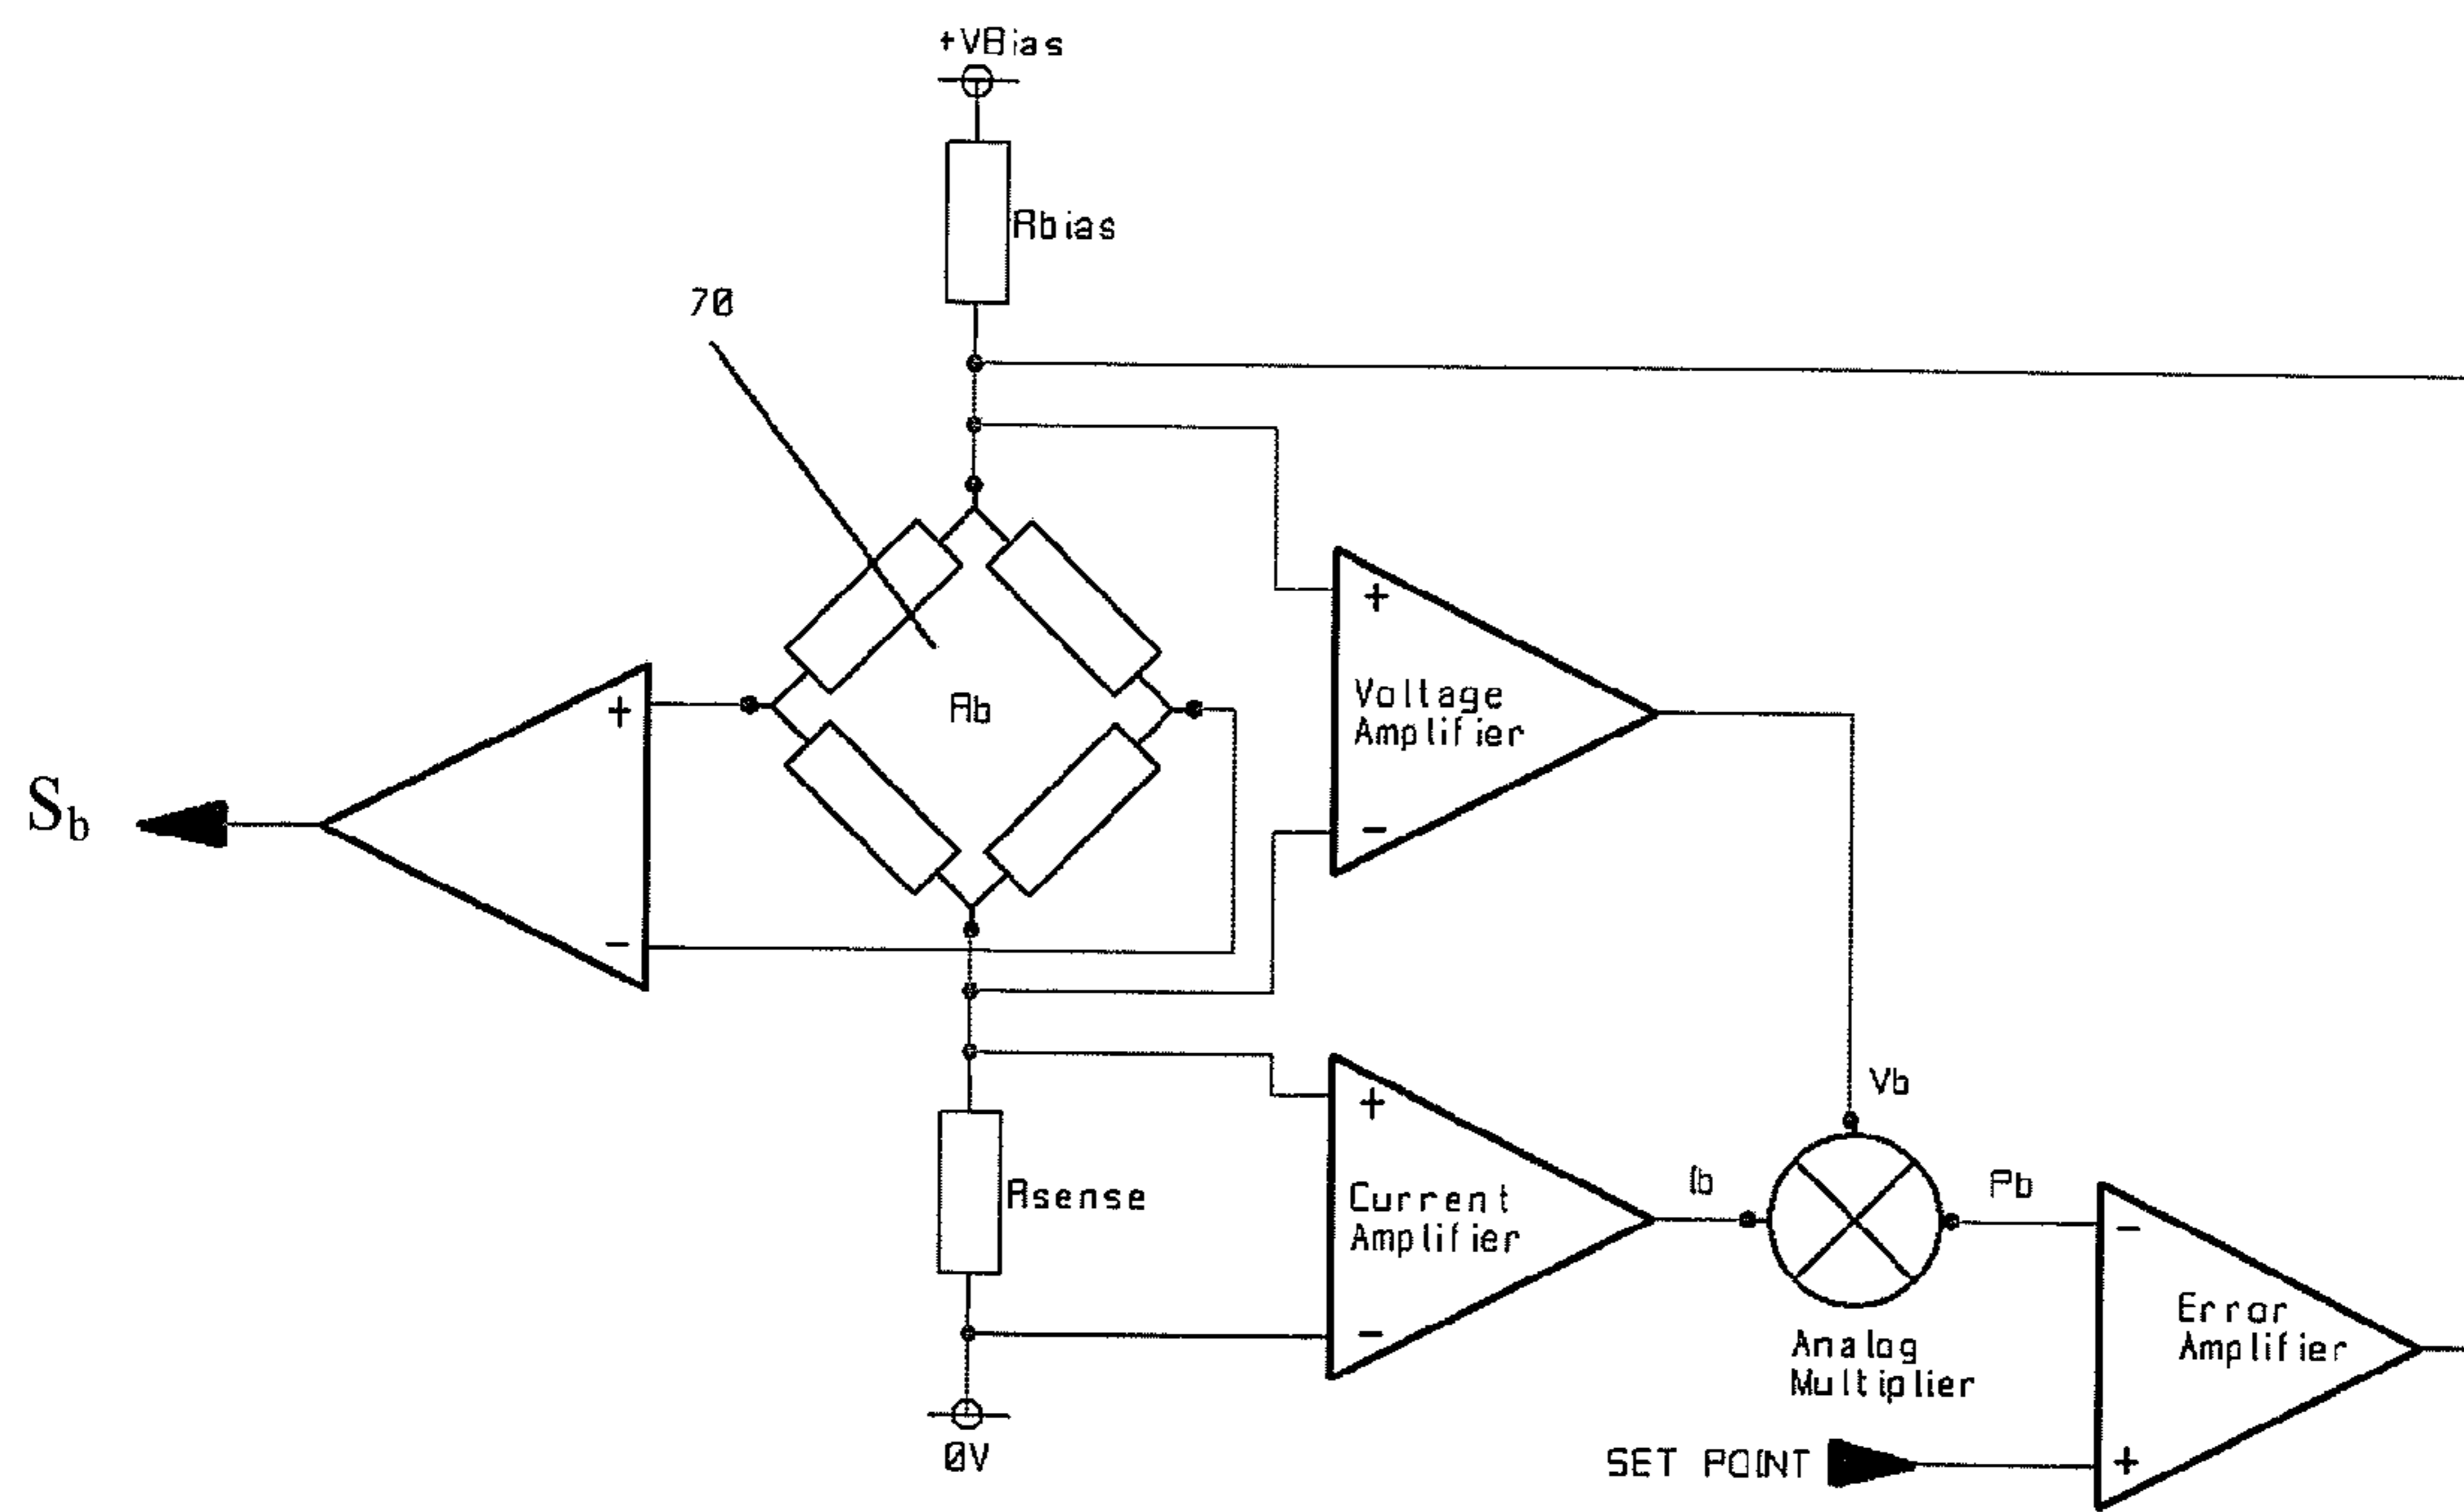 +VBias
Rbias
70
+
Voltage
Amplifier
-
+
Rb
-
Sb
Vb
+
Current
Amplifier
-
Rsense
Ib
Pb
-
Error
Amplifier
+
Analog
Multiplier
0V
SET POINT